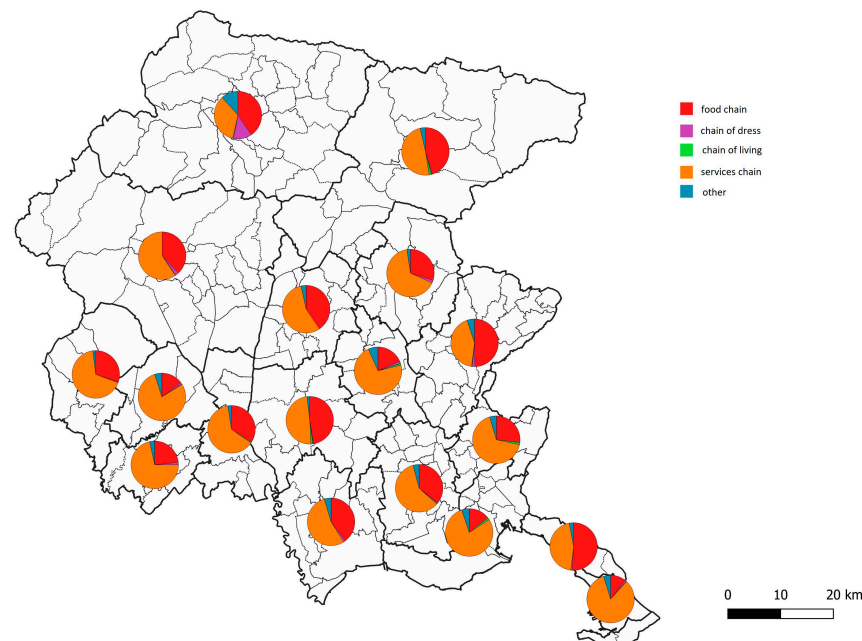 food chain
chain of dress
chain of living
services chain
other
0 10 20 km